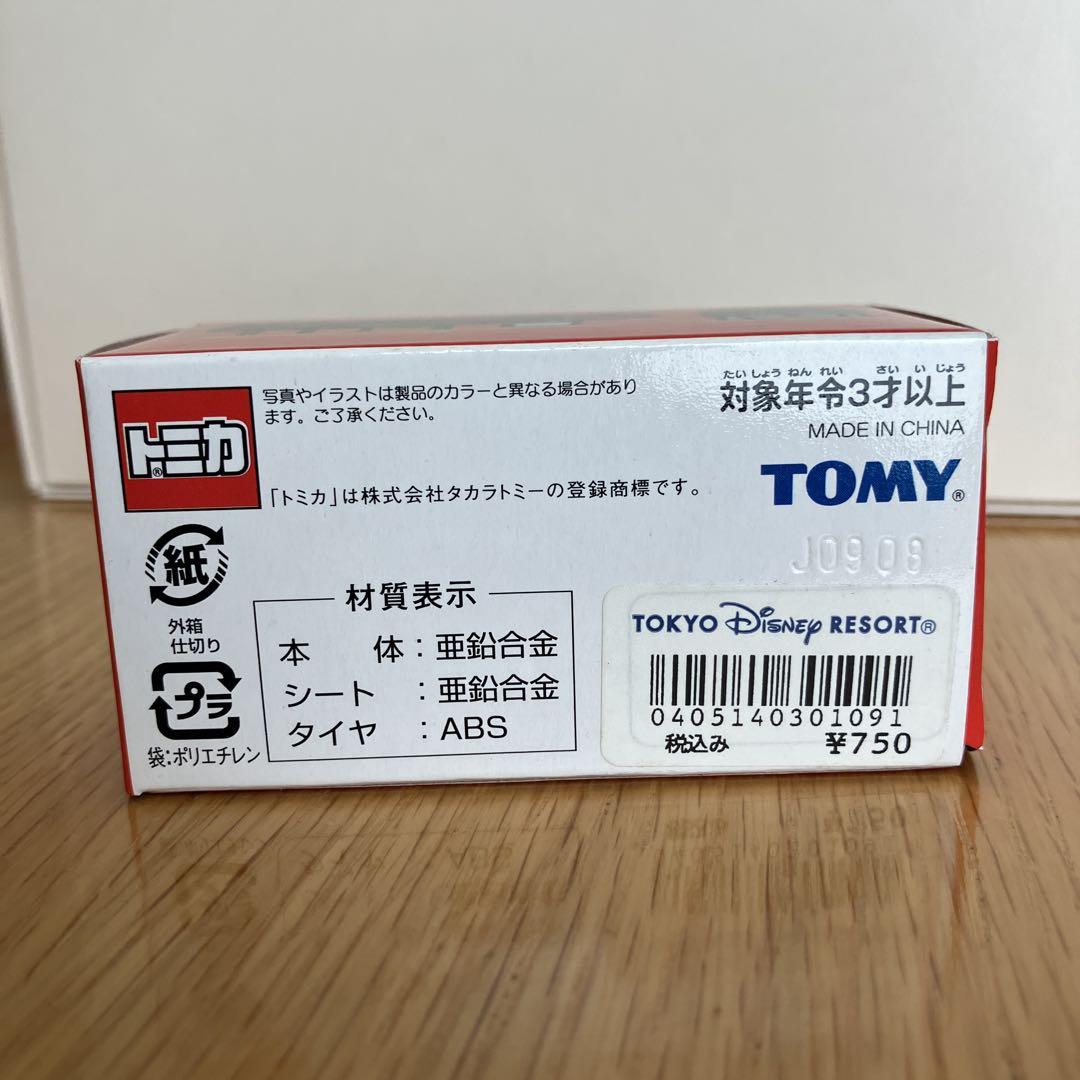 トミカ®
写真やイラストは製品のカラーと異なる場合があり
ます。ご了承ください。
「トミカ」は株式会社タカラトミーの登録商標です。
たいしょうねんれい さいいじょう
対象年令3才以上
MADE IN CHINA
TOMY®
J0908
紙
外箱
仕切り
プラ
袋:ポリエチレン
材質表示
本 体:亜鉛合金
シート :亜鉛合金
タイヤ :ABS
TOKYO Disney RESORT®
0405140301091
税込み ¥750